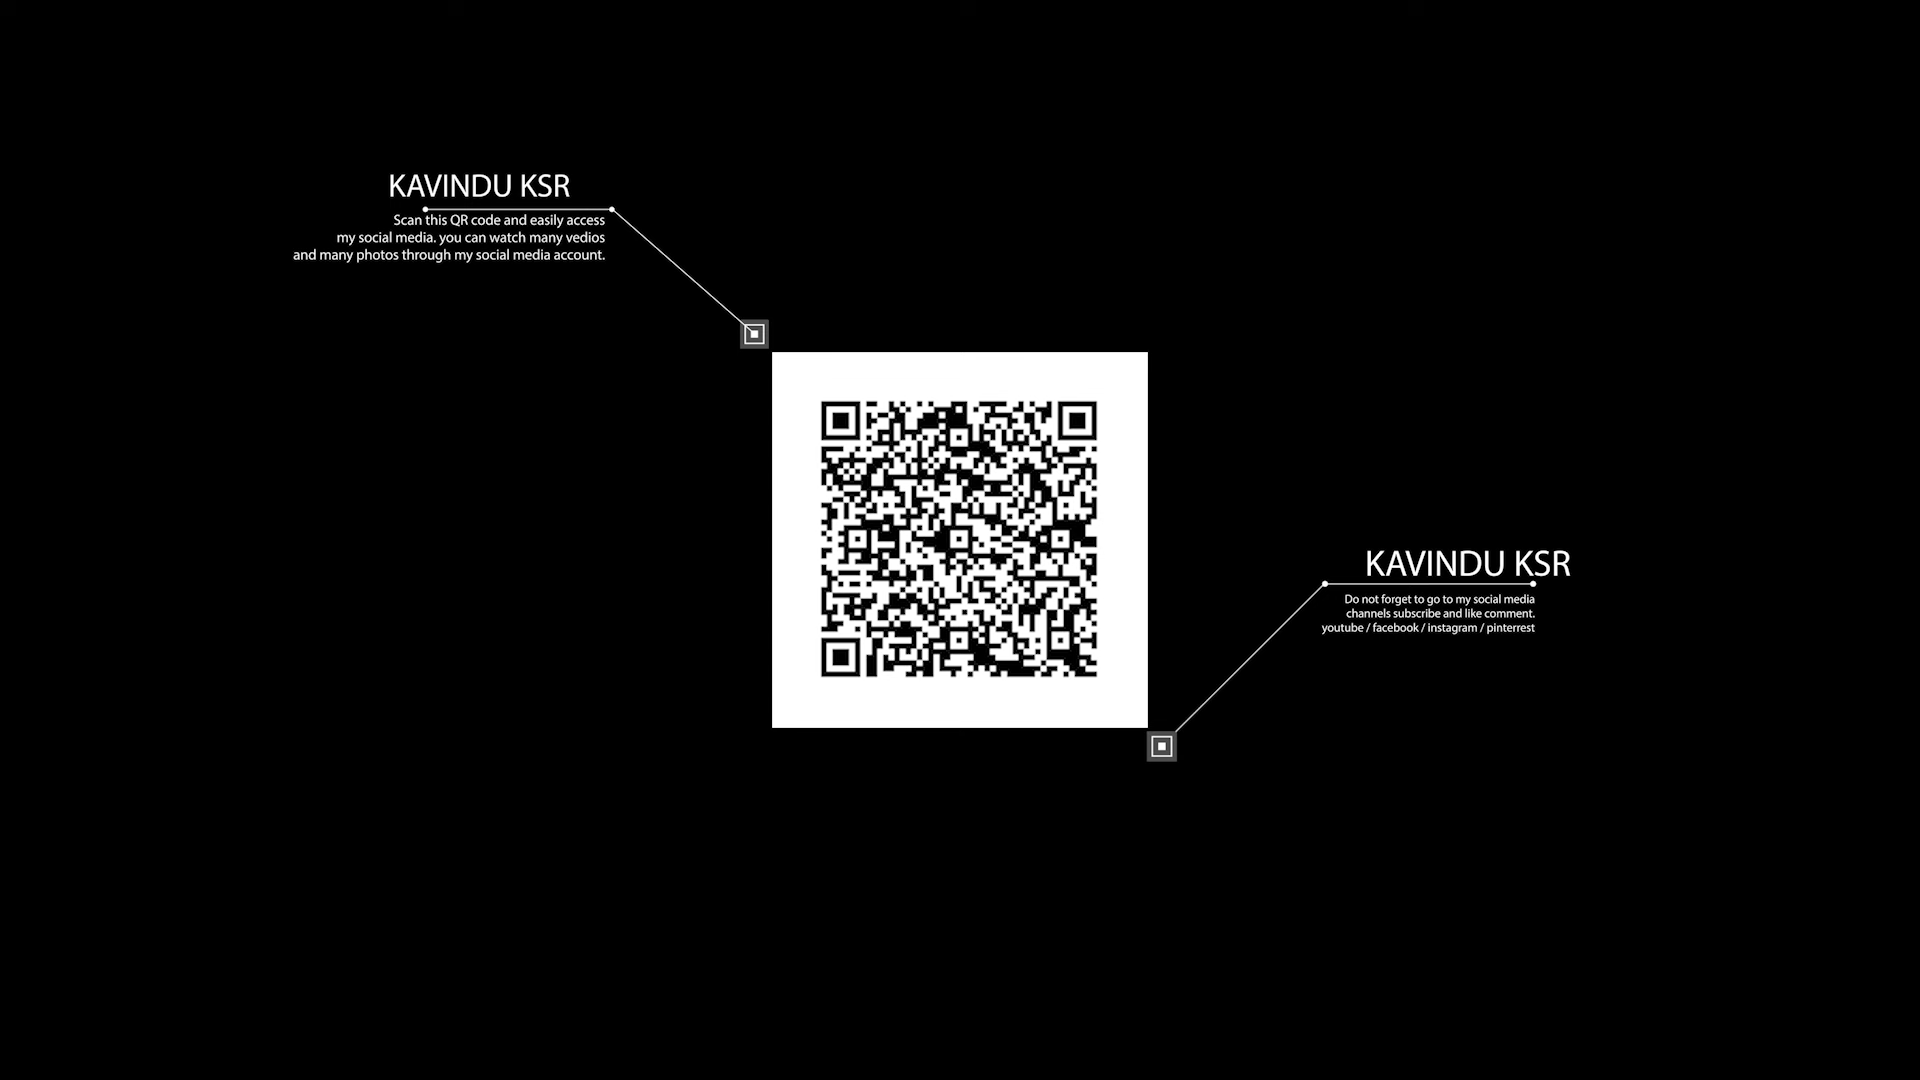 KAVINDU KSR
Scan this QR code and easily access
my social media. you can watch many vedios
and many photos through my social media account.
KAVINDU KSR
Do not forget to go to my social media
channels subscribe and like comment.
youtube / facebook / instagram / pinterrest